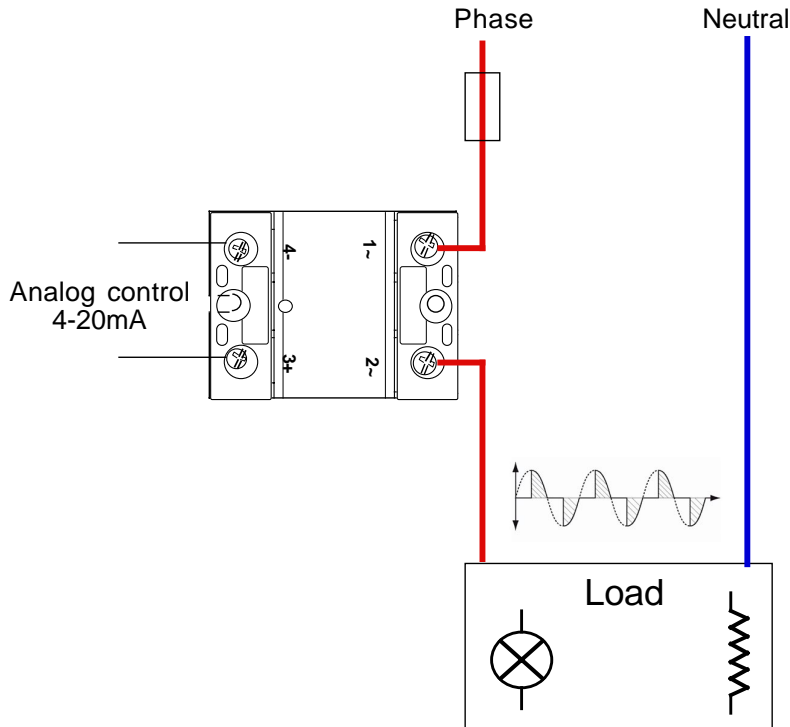 Phase
Neutral
4-
1~
Analog control
4-20mA
3+
2~
Load